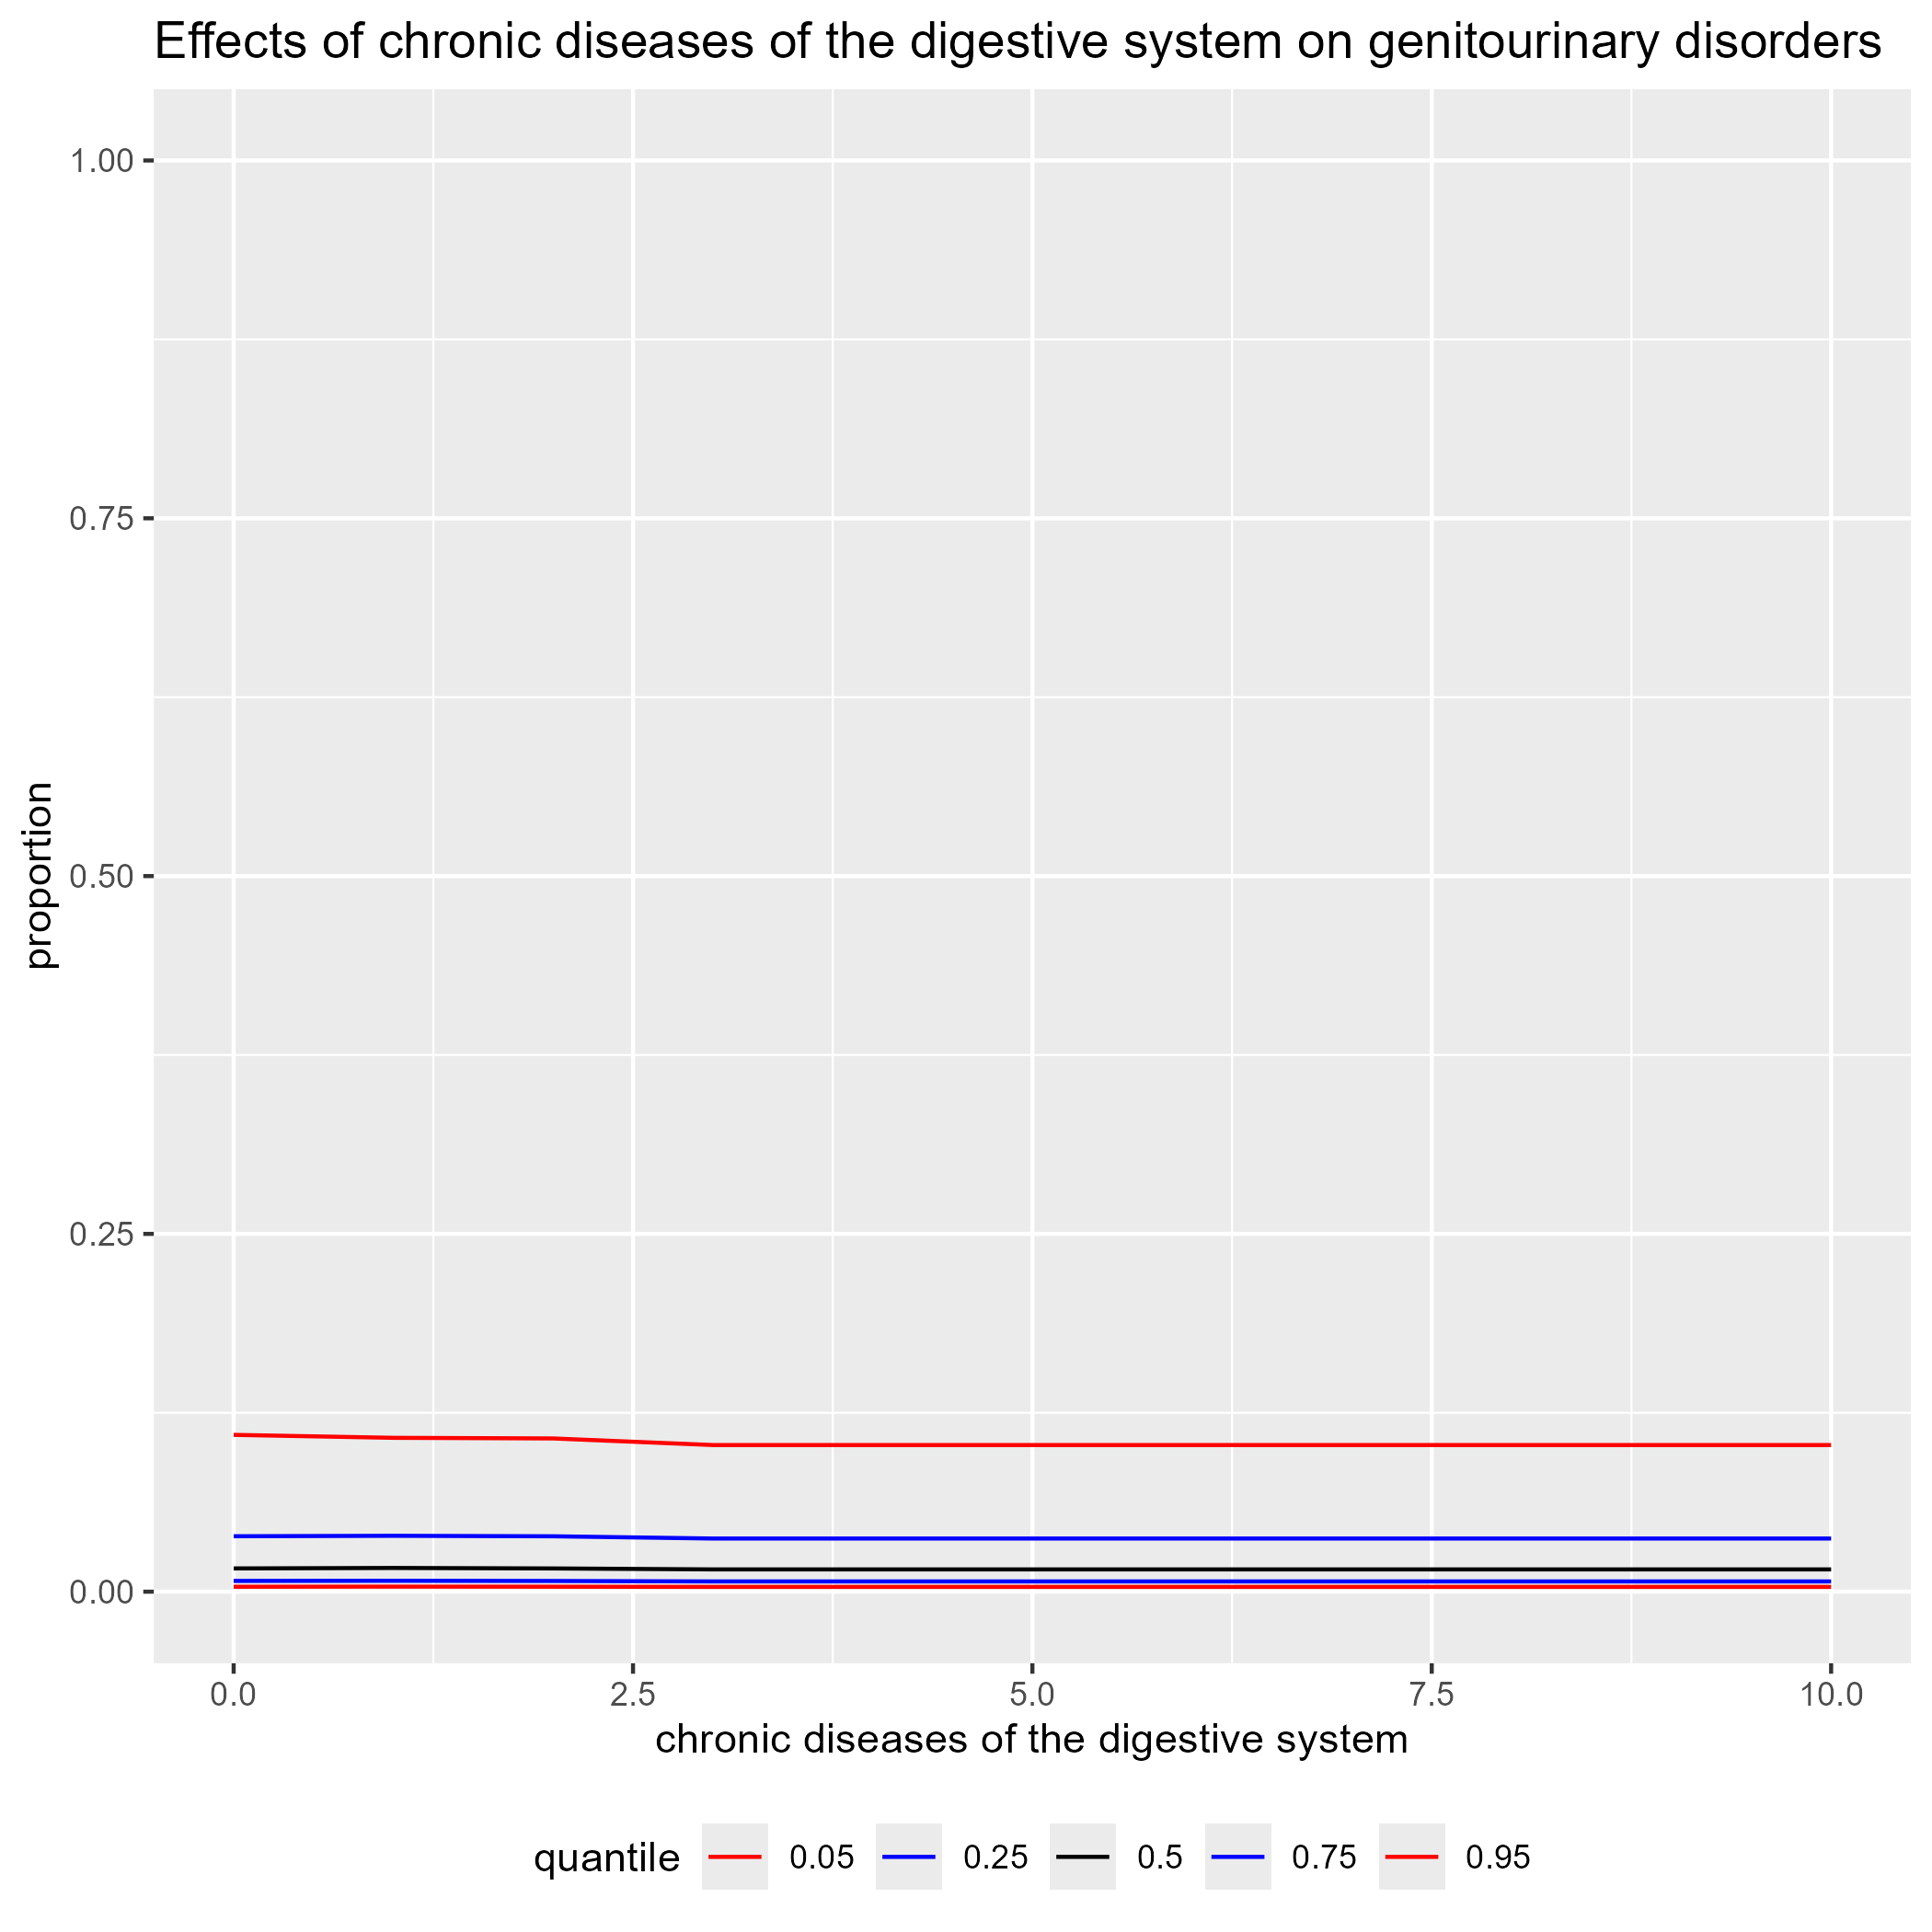 Effects of chronic diseases of the digestive system on genitourinary disorders
1.00
0.75
0.50
0.25
0.00
proportion
0.0 2.5 5.0 7.5 10.0
chronic diseases of the digestive system
quantile 0.05 0.25 0.5 0.75 0.95